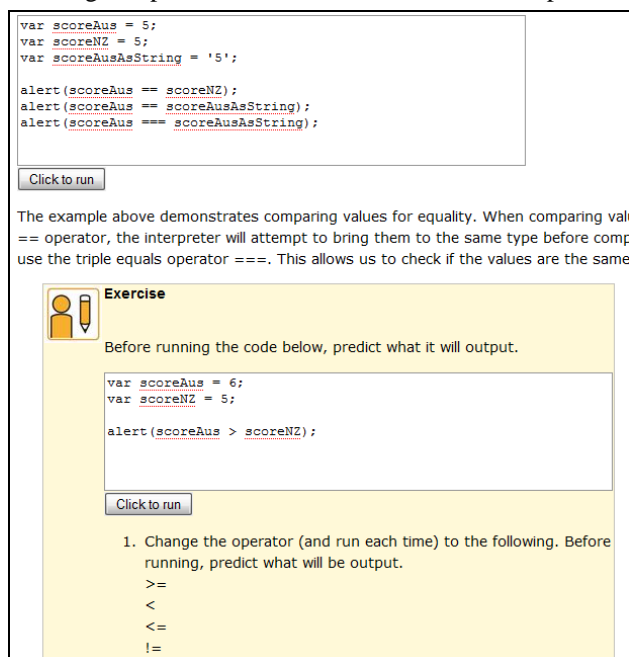 var scoreAus = 5;
var scoreNZ = 5;
var scoreAusAsString = '5';
alert(scoreAus == scoreNZ);
alert(scoreAus == scoreAusAsString);
alert(scoreAus === scoreAusAsString);
Click to run
The example above demonstrates comparing values for equality. When comparing
== operator, the interpreter will attempt to bring them to the same type before
use the triple equals operator ===. This allows us to check if the values are the same
Exercise
Before running the code below, predict what it will output.
var scoreAus = 6;
var scoreNZ = 5;
alert(scoreAus > scoreNZ);
Click to run
1. Change the operator (and run each time) to the following. Before
running, predict what will be output.
>=
<
<=
!=